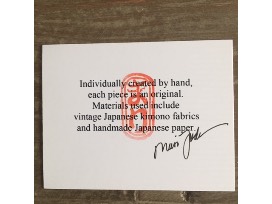 Individually created by hand,
each piece is an original.
Materials used include
vintage Japanese kimono fabrics
and handmade Japanese paper.